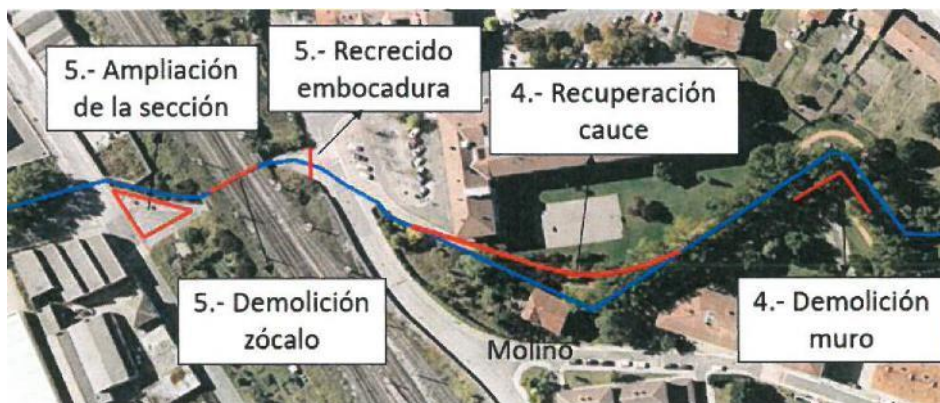 5.- Ampliación
de la sección
5.- Recrecido
embocadura
4.- Recuperación
cauce
5.- Demolición
zócalo
Molino
4.- Demolición
muro